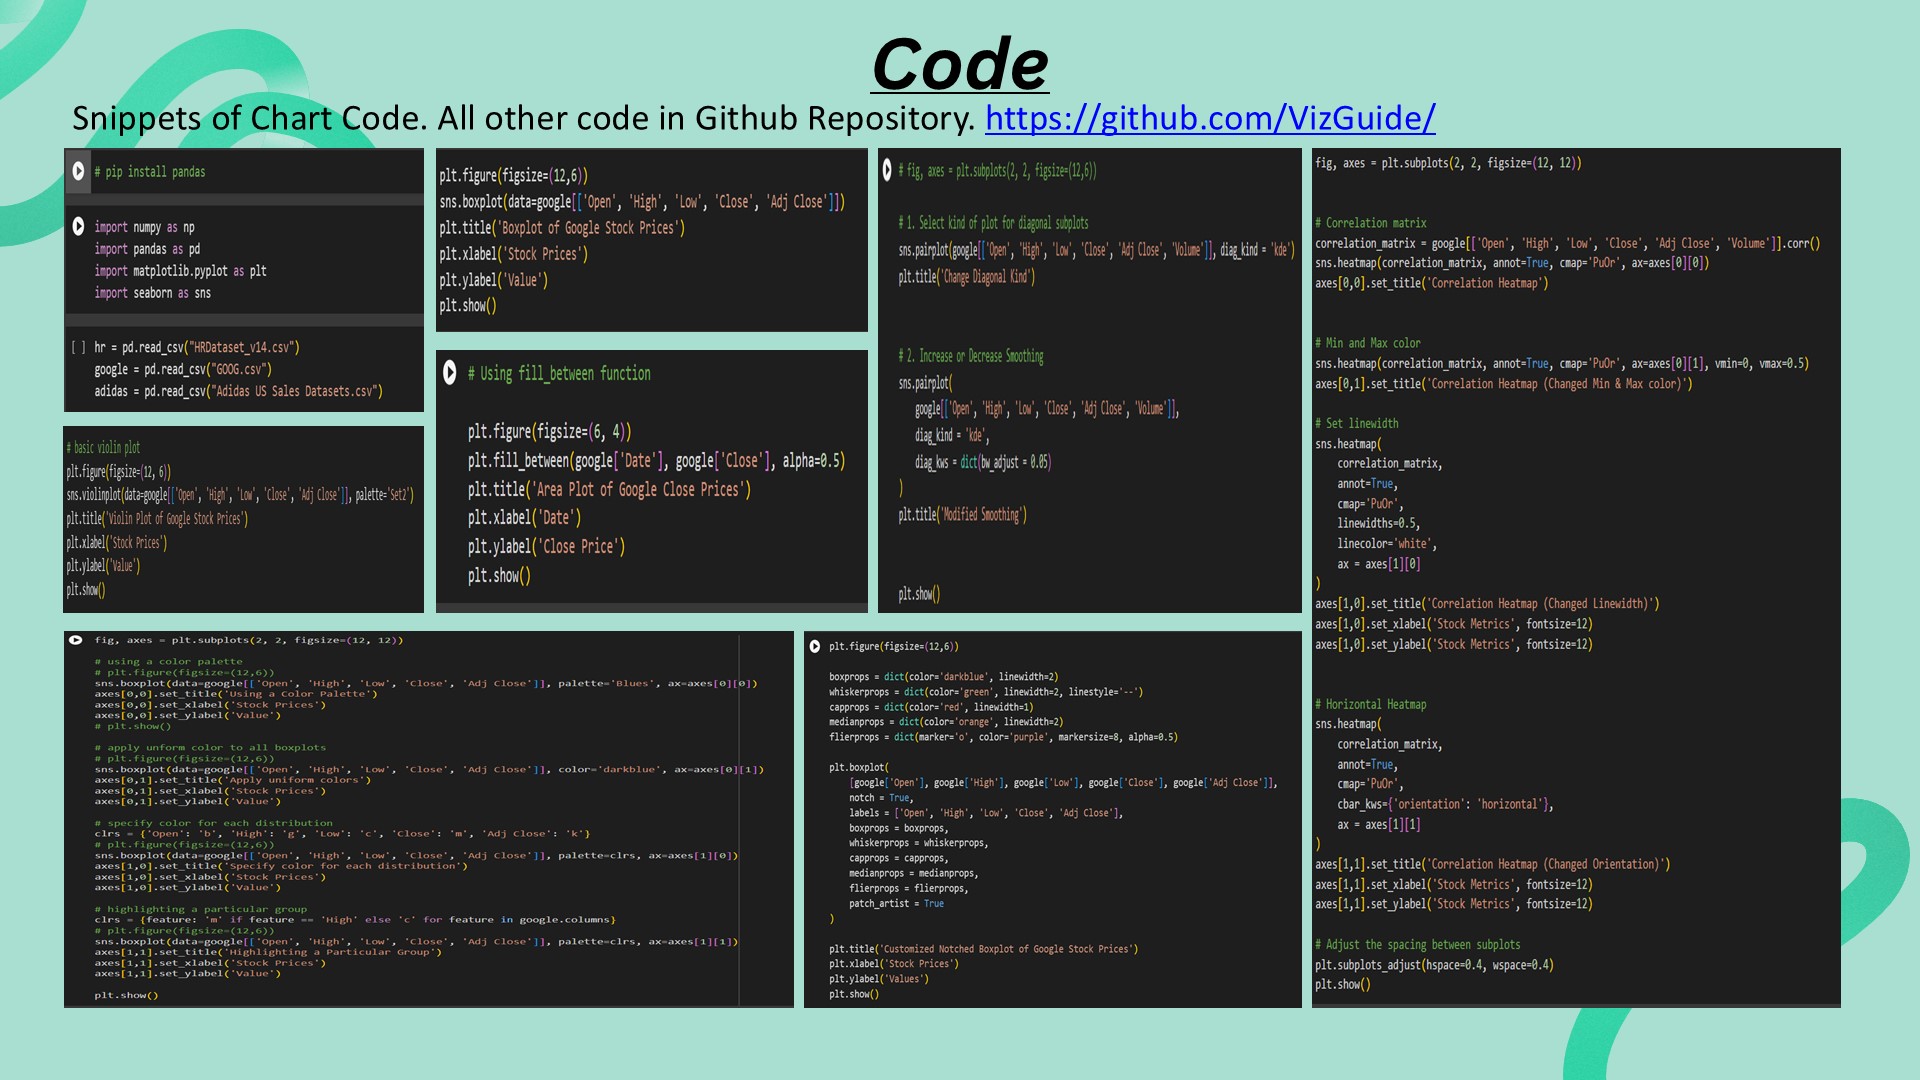 Code
Snippets of Chart Code. All other code in Github Repository. https://github.com/VizGuide/
# pip install pandas
import numpy as np
import pandas as pd
import matplotlib.pyplot as plt
import seaborn as sns
[ ] hr = pd.read_csv("HRDataset_v14.csv")
google = pd.read_csv("GOOG.csv")
adidas = pd.read_csv("Adidas US Sales Datasets.csv")
# basic violin plot
plt.figure(figsize=(12, 6))
sns.violinplot(data=google[['Open', 'High', 'Low', 'Close', 'Adj Close']], palette='Set2')
plt.title('Violin Plot of Google Stock Prices')
plt.xlabel('Stock Prices')
plt.ylabel('Value')
plt.show()
plt.figure(figsize=(12,6))
sns.boxplot(data=google[['Open', 'High', 'Low', 'Close', 'Adj Close']])
plt.title('Boxplot of Google Stock Prices')
plt.xlabel('Stock Prices')
plt.ylabel('Value')
plt.show()
# Using fill_between function
plt.figure(figsize=(6, 4))
plt.fill_between(google['Date'], google['Close'], alpha=0.5)
plt.title('Area Plot of Google Close Prices')
plt.xlabel('Date')
plt.ylabel('Close Price')
plt.show()
# fig, axes = plt.subplots(2, 2, figsize=(12,6))
# 1. Select kind of plot for diagonal subplots
sns.pairplot(google[['Open', 'High', 'Low', 'Close', 'Adj Close', 'Volume']], diag_kind = 'kde')
plt.title('Change Diagonal Kind')
# 2. Increase or Decrease Smoothing
sns.pairplot(
google[['Open', 'High', 'Low', 'Close', 'Adj Close', 'Volume']],
diag_kind = 'kde',
diag_kws = dict(bw_adjust = 0.05)
)
plt.title('Modified Smoothing')
plt.show()
fig, axes = plt.subplots(2, 2, figsize=(12, 12))
# Correlation matrix
correlation_matrix = google[['Open', 'High', 'Low', 'Close', 'Adj Close', 'Volume']].corr()
sns.heatmap(correlation_matrix, annot=True, cmap='PuOr', ax=axes[0][0])
axes[0,0].set_title('Correlation Heatmap')
# Min and Max color
sns.heatmap(correlation_matrix, annot=True, cmap='PuOr', ax=axes[0][1], vmin=0, vmax=0.5)
axes[0,1].set_title('Correlation Heatmap (Changed Min & Max color)')
# Set linewidth
sns.heatmap(
correlation_matrix,
annot=True,
cmap='PuOr',
linewidths=0.5,
linecolor='white',
ax = axes[1][0]
)
axes[1,0].set_title('Correlation Heatmap (Changed Linewidth)')
axes[1,0].set_xlabel('Stock Metrics', fontsize=12)
axes[1,0].set_ylabel('Stock Metrics', fontsize=12)
# Horizontal Heatmap
sns.heatmap(
correlation_matrix,
annot=True,
cmap='PuOr',
cbar_kws={'orientation': 'horizontal'},
ax = axes[1][1]
)
axes[1,1].set_title('Correlation Heatmap (Changed Orientation)')
axes[1,1].set_xlabel('Stock Metrics', fontsize=12)
axes[1,1].set_ylabel('Stock Metrics', fontsize=12)
# Adjust the spacing between subplots
plt.subplots_adjust(hspace=0.4, wspace=0.4)
plt.show()
fig, axes = plt.subplots(2, 2, figsize=(12, 12))
# using a color palette
# plt.figure(figsize=(12,6))
sns.boxplot(data=google[['Open', 'High', 'Low', 'Close', 'Adj Close']], palette='Blues', ax=axes[0][0])
axes[0,0].set_title('Using a Color Palette')
axes[0,0].set_xlabel('Stock Prices')
axes[0,0].set_ylabel('Value')
# plt.show()
# apply unform color to all boxplots
# plt.figure(figsize=(12,6))
sns.boxplot(data=google[['Open', 'High', 'Low', 'Close', 'Adj Close']], color='darkblue', ax=axes[0][1])
axes[0,1].set_title('Apply uniform colors')
axes[0,1].set_xlabel('Stock Prices')
axes[0,1].set_ylabel('Value')
# specify color for each distribution
clrs = {'Open': 'b', 'High': 'g', 'Low': 'c', 'Close': 'm', 'Adj Close': 'k'}
# plt.figure(figsize=(12,6))
sns.boxplot(data=google[['Open', 'High', 'Low', 'Close', 'Adj Close']], palette=clrs, ax=axes[1][0])
axes[1,0].set_title('Specify color for each distribution')
axes[1,0].set_xlabel('Stock Prices')
axes[1,0].set_ylabel('Value')
# highlighting a particular group
clrs = {feature: 'm' if feature == 'High' else 'c' for feature in google.columns}
# plt.figure(figsize=(12,6))
sns.boxplot(data=google[['Open', 'High', 'Low', 'Close', 'Adj Close']], palette=clrs, ax=axes[1][1])
axes[1,1].set_title('Highlighting a Particular Group')
axes[1,1].set_xlabel('Stock Prices')
axes[1,1].set_ylabel('Value')
plt.show()
plt.figure(figsize=(12,6))
boxprops = dict(color='darkblue', linewidth=2)
whiskerprops = dict(color='green', linewidth=2, linestyle='--')
capprops = dict(color='red', linewidth=1)
medianprops = dict(color='orange', linewidth=2)
flierprops = dict(marker='o', color='purple', markersize=8, alpha=0.5)
plt.boxplot(
[google['Open'], google['High'], google['Low'], google['Close'], google['Adj Close']],
notch = True,
labels = ['Open', 'High', 'Low', 'Close', 'Adj Close'],
boxprops = boxprops,
whiskerprops = whiskerprops,
capprops = capprops,
medianprops = medianprops,
flierprops = flierprops,
patch_artist = True
)
plt.title('Customized Notched Boxplot of Google Stock Prices')
plt.xlabel('Stock Prices')
plt.ylabel('Values')
plt.show()